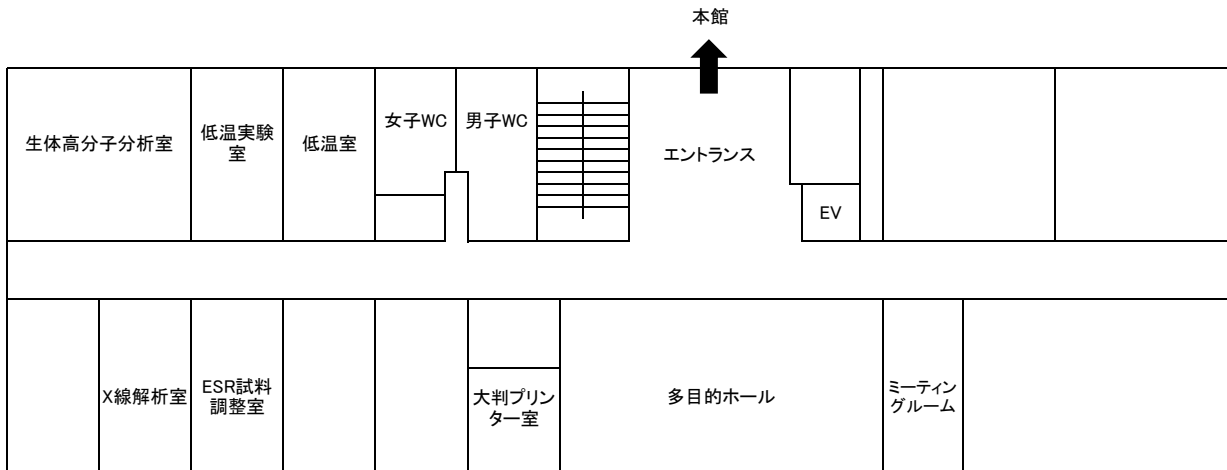 本館
生体高分子分析室
低温実験
室
低温室
女子WC
男子WC
エントランス
EV
X線解析室
ESR試料
調整室
大判プリン
ター室
多目的ホール
ミーティン
グルーム